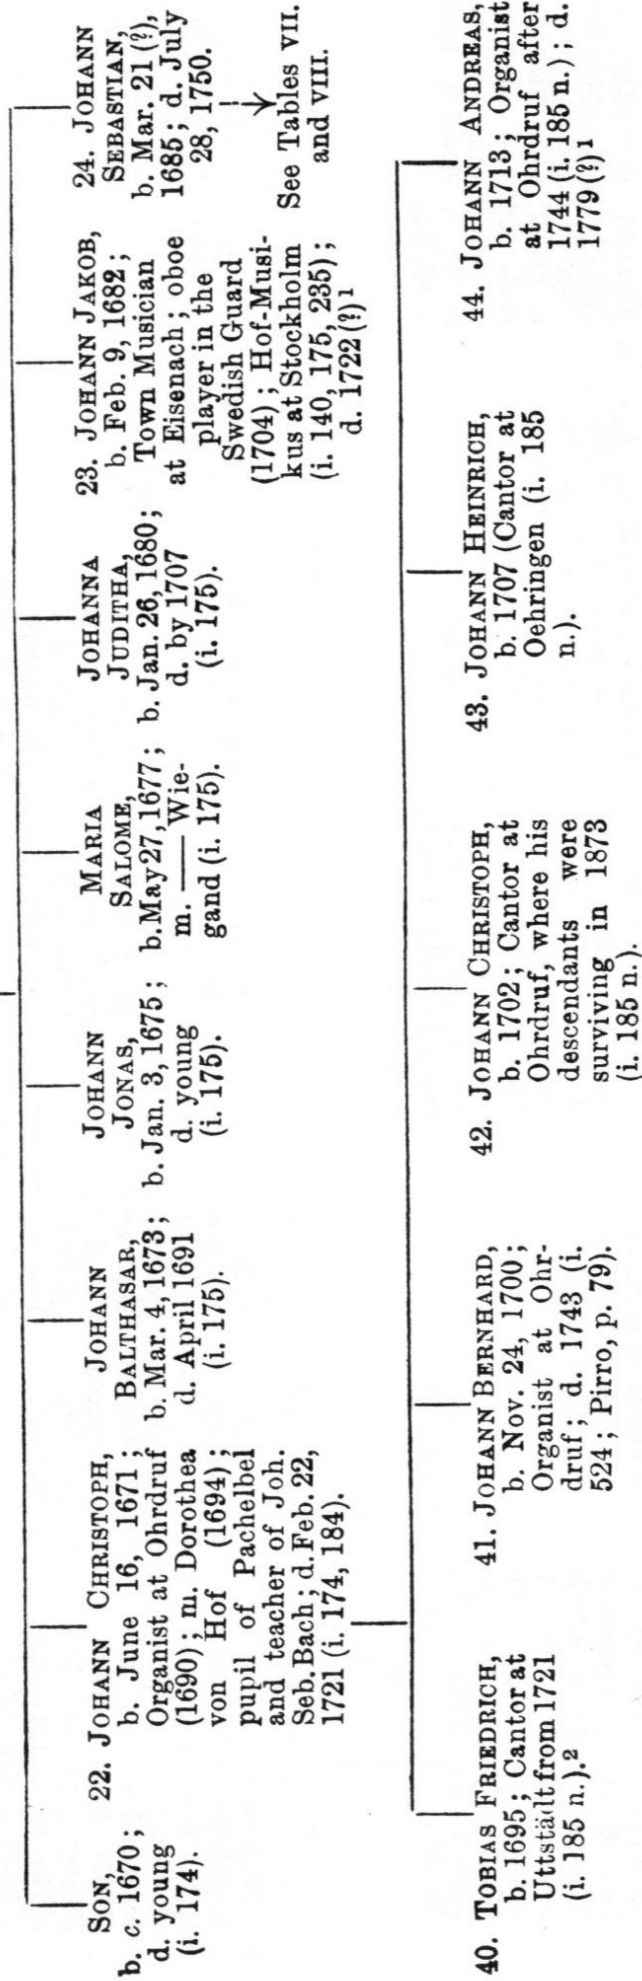 SON,
b. c. 1670;
d. young
(i. 174).
22. JOHANN CHRISTOPH,
b. June 16, 1671;
Organist at Ohrdruf
(1690); m. Dorothea
von Hof (1694);
pupil of Pachelbel
and teacher of Joh.
Seb. Bach; d. Feb. 22,
1721 (i. 174, 184).
JOHANN
BALTHASAR,
b. Mar. 4, 1673;
d. April 1691
(i. 175).
JOHANN
JONAS,
b. Jan. 3, 1675;
d. young
(i. 175).
MARIA
SALOME,
b. May 27, 1677;
m. —— Wie-
gand (i. 175).
JOHANNA
JUDITHA,
b. Jan. 26, 1680;
d. by 1707
(i. 175).
23. JOHANN JAKOB,
b. Feb. 9, 1682;
Town Musician
at Eisenach; oboe
player in the
Swedish Guard
(1704); Hof-Musi-
kus at Stockholm
(i. 140, 175, 235);
d. 1722 (?)¹
24. JOHANN
SEBASTIAN,
b. Mar. 21 (?),
1685; d. July
28, 1750.
See Tables VII.
and VIII.
40. TOBIAS FRIEDRICH,
b. 1695; Cantor at
Uttstädt from 1721
(i. 185 n.).²
41. JOHANN BERNHARD,
b. Nov. 24, 1700;
Organist at Ohr-
druf; d. 1743 (i.
524; Pirro, p. 79).
42. JOHANN CHRISTOPH,
b. 1702; Cantor at
Ohrdruf, where his
descendants were
surviving in 1873
(i. 185 n.).
43. JOHANN HEINRICH,
b. 1707 (Cantor at
Oehringen (i. 185
n.).
44. JOHANN ANDREAS,
b. 1713; Organist
at Ohrdruf after
1744 (i. 185 n.); d.
1779 (?)¹